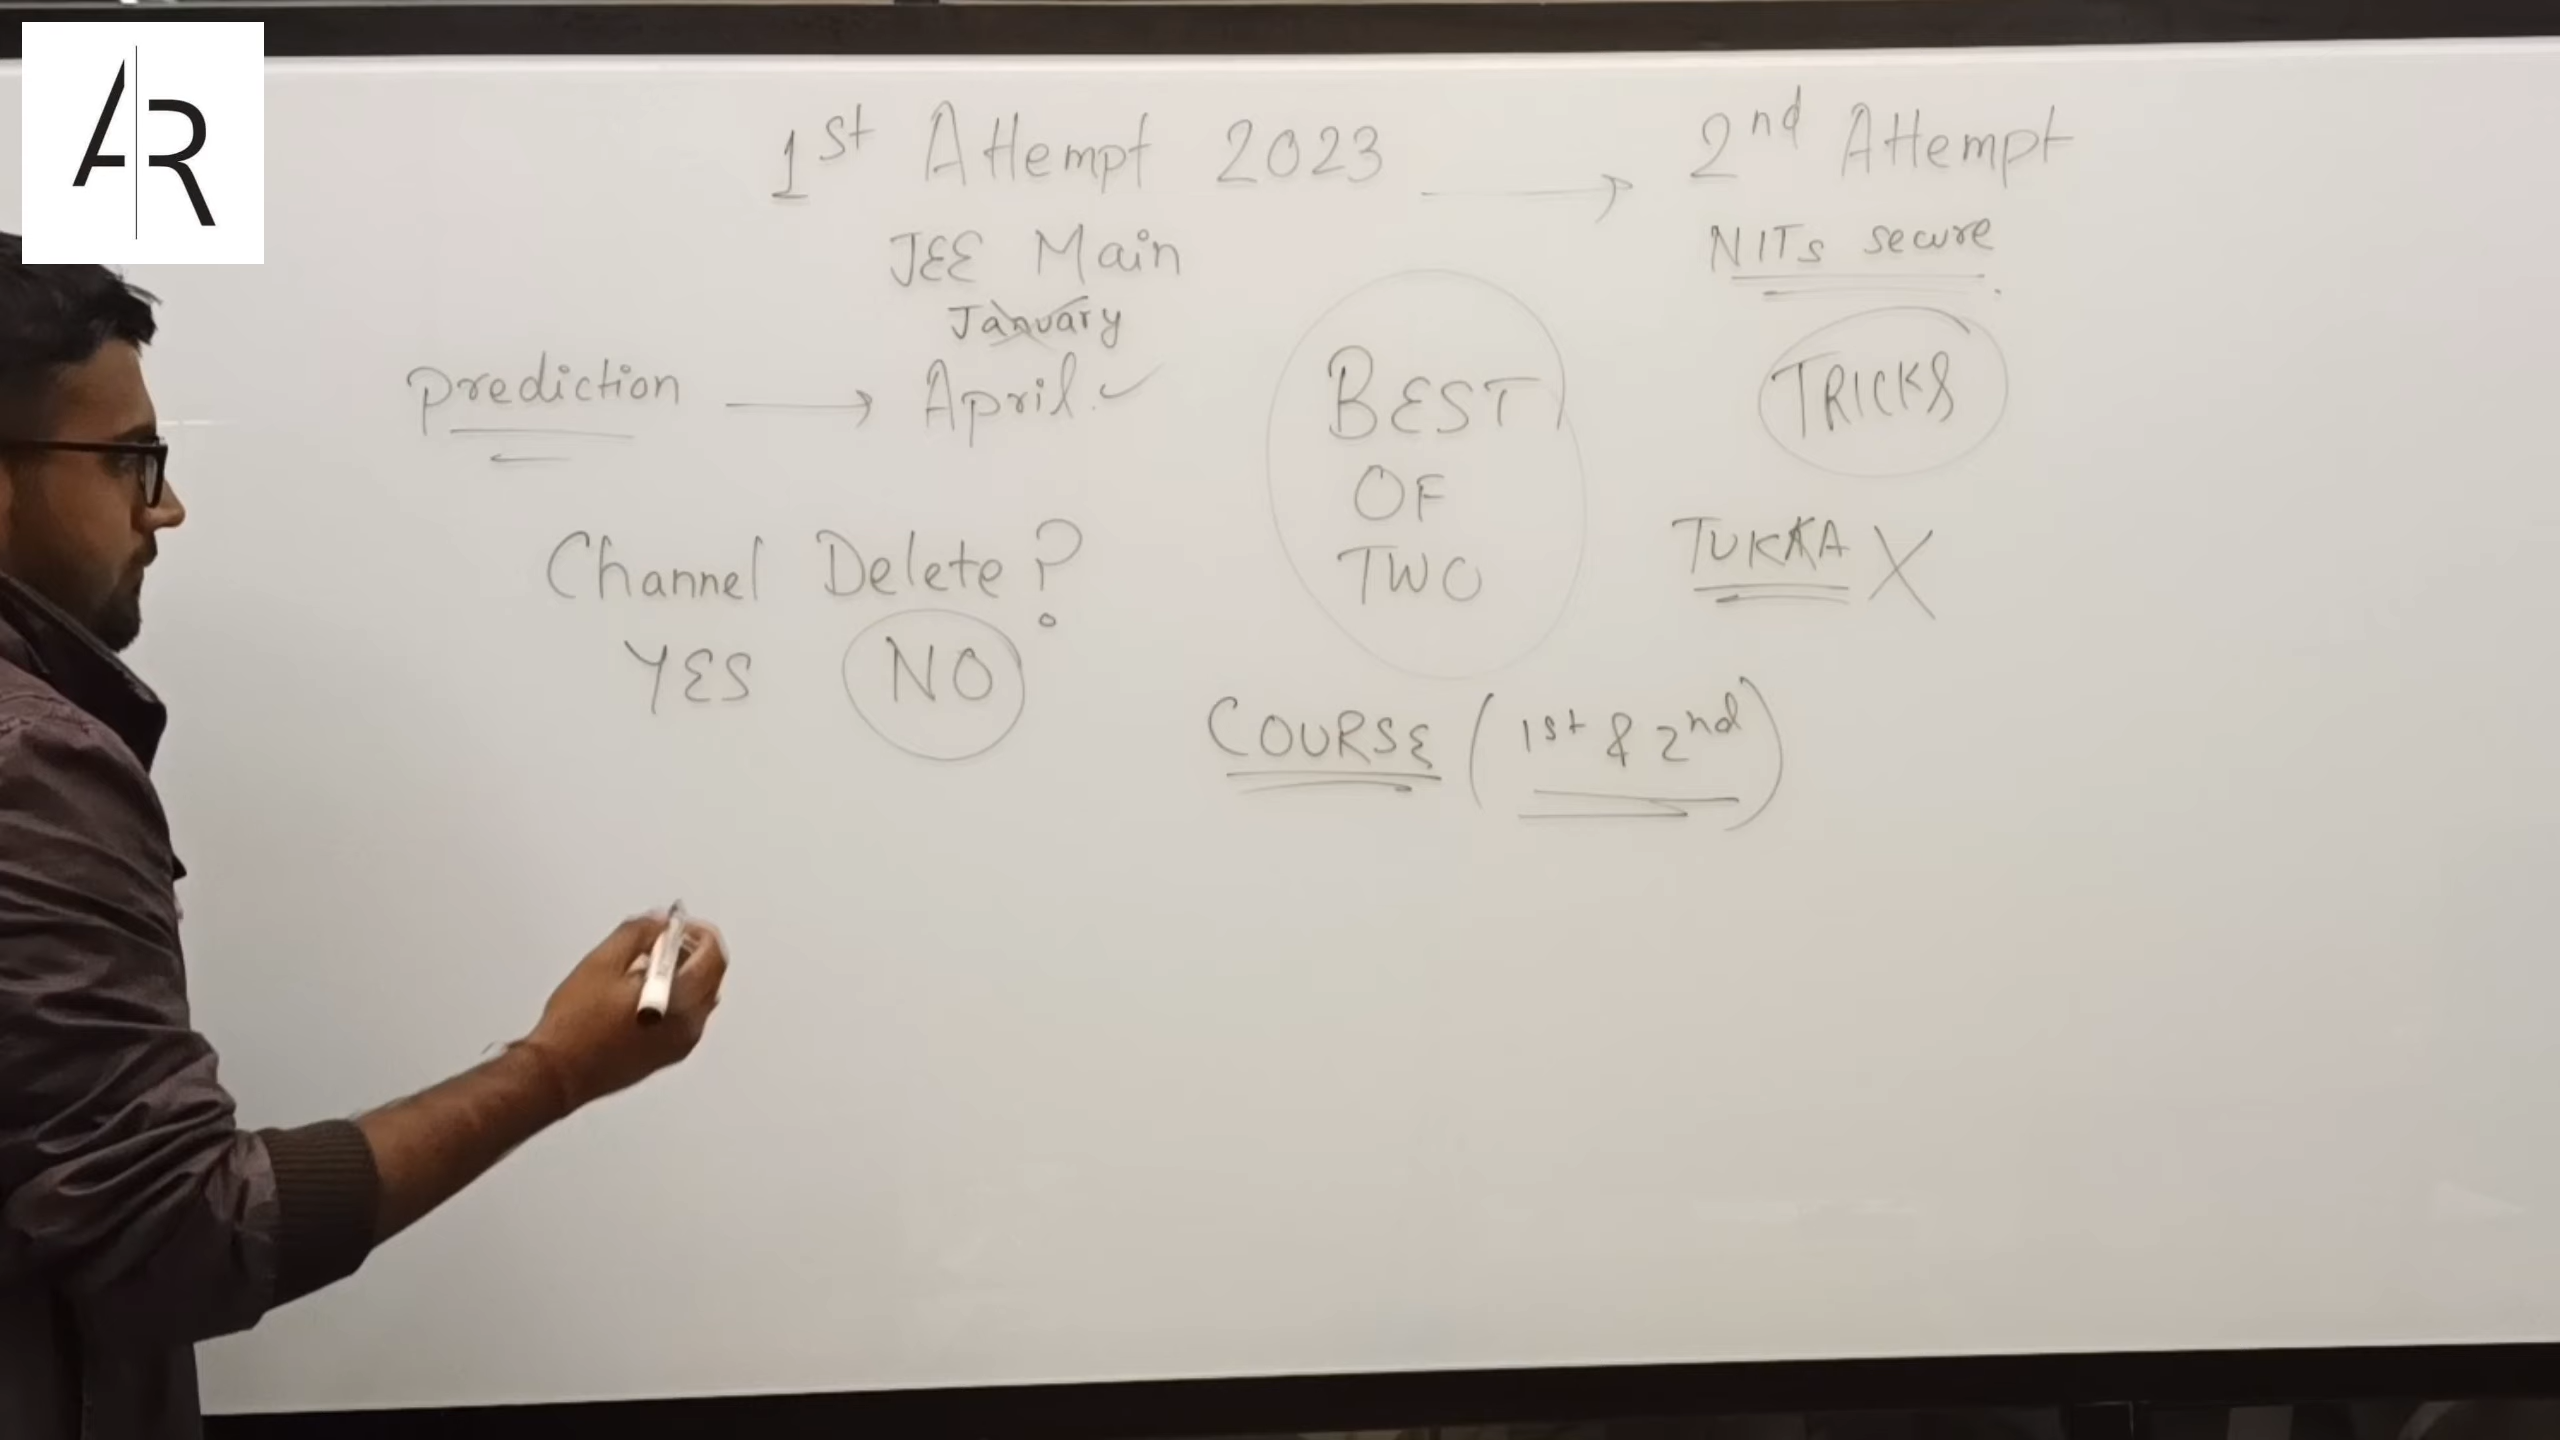 AR
1st Attempt 2023 → 2nd Attempt
JEE Main
NITs secure
January
prediction → April ✓
BEST
OF
TWO
TRICKS
TUKKA X
Channel Delete?
YES NO
COURSE (1st & 2nd)